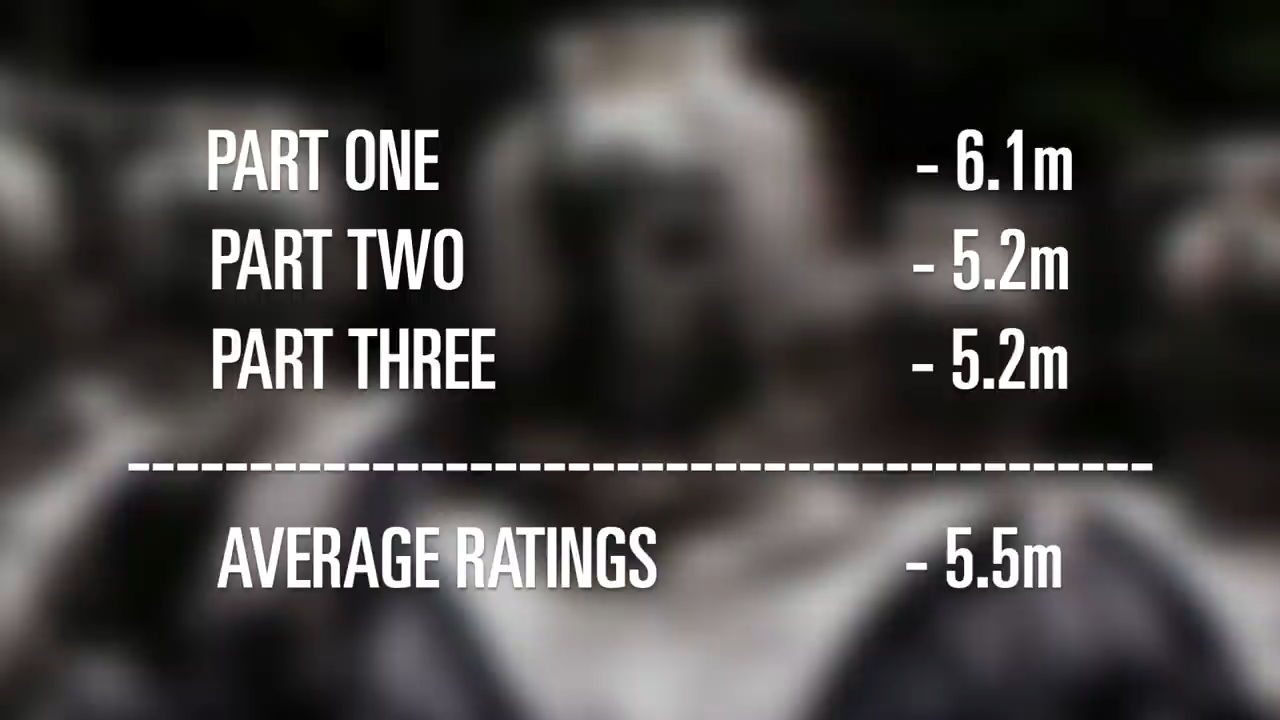 PART ONE - 6.1m
PART TWO - 5.2m
PART THREE - 5.2m
------------------------------------------
AVERAGE RATINGS - 5.5m